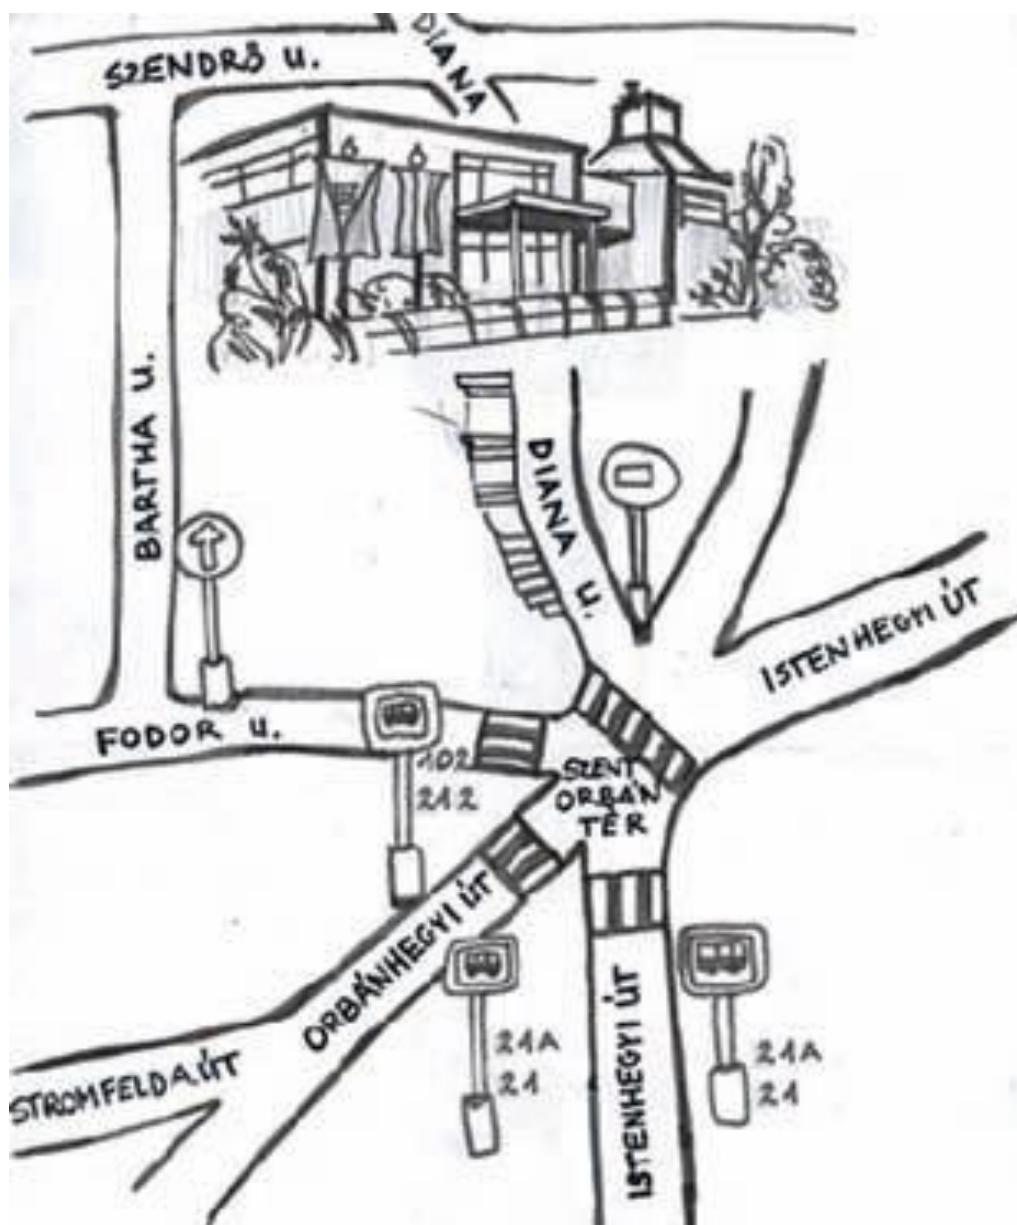 DIANA
SZENDRŐ u.
BARTHA u.
DIANA u.
ISTENHEGYI ÚT
FODOR u.
102
212
SZENT
ORBÁN
TÉR
ORBÁNHEGYI ÚT
21A
21
ISTENHEGYI ÚT
21A
21
STROMFELD A. ÚT